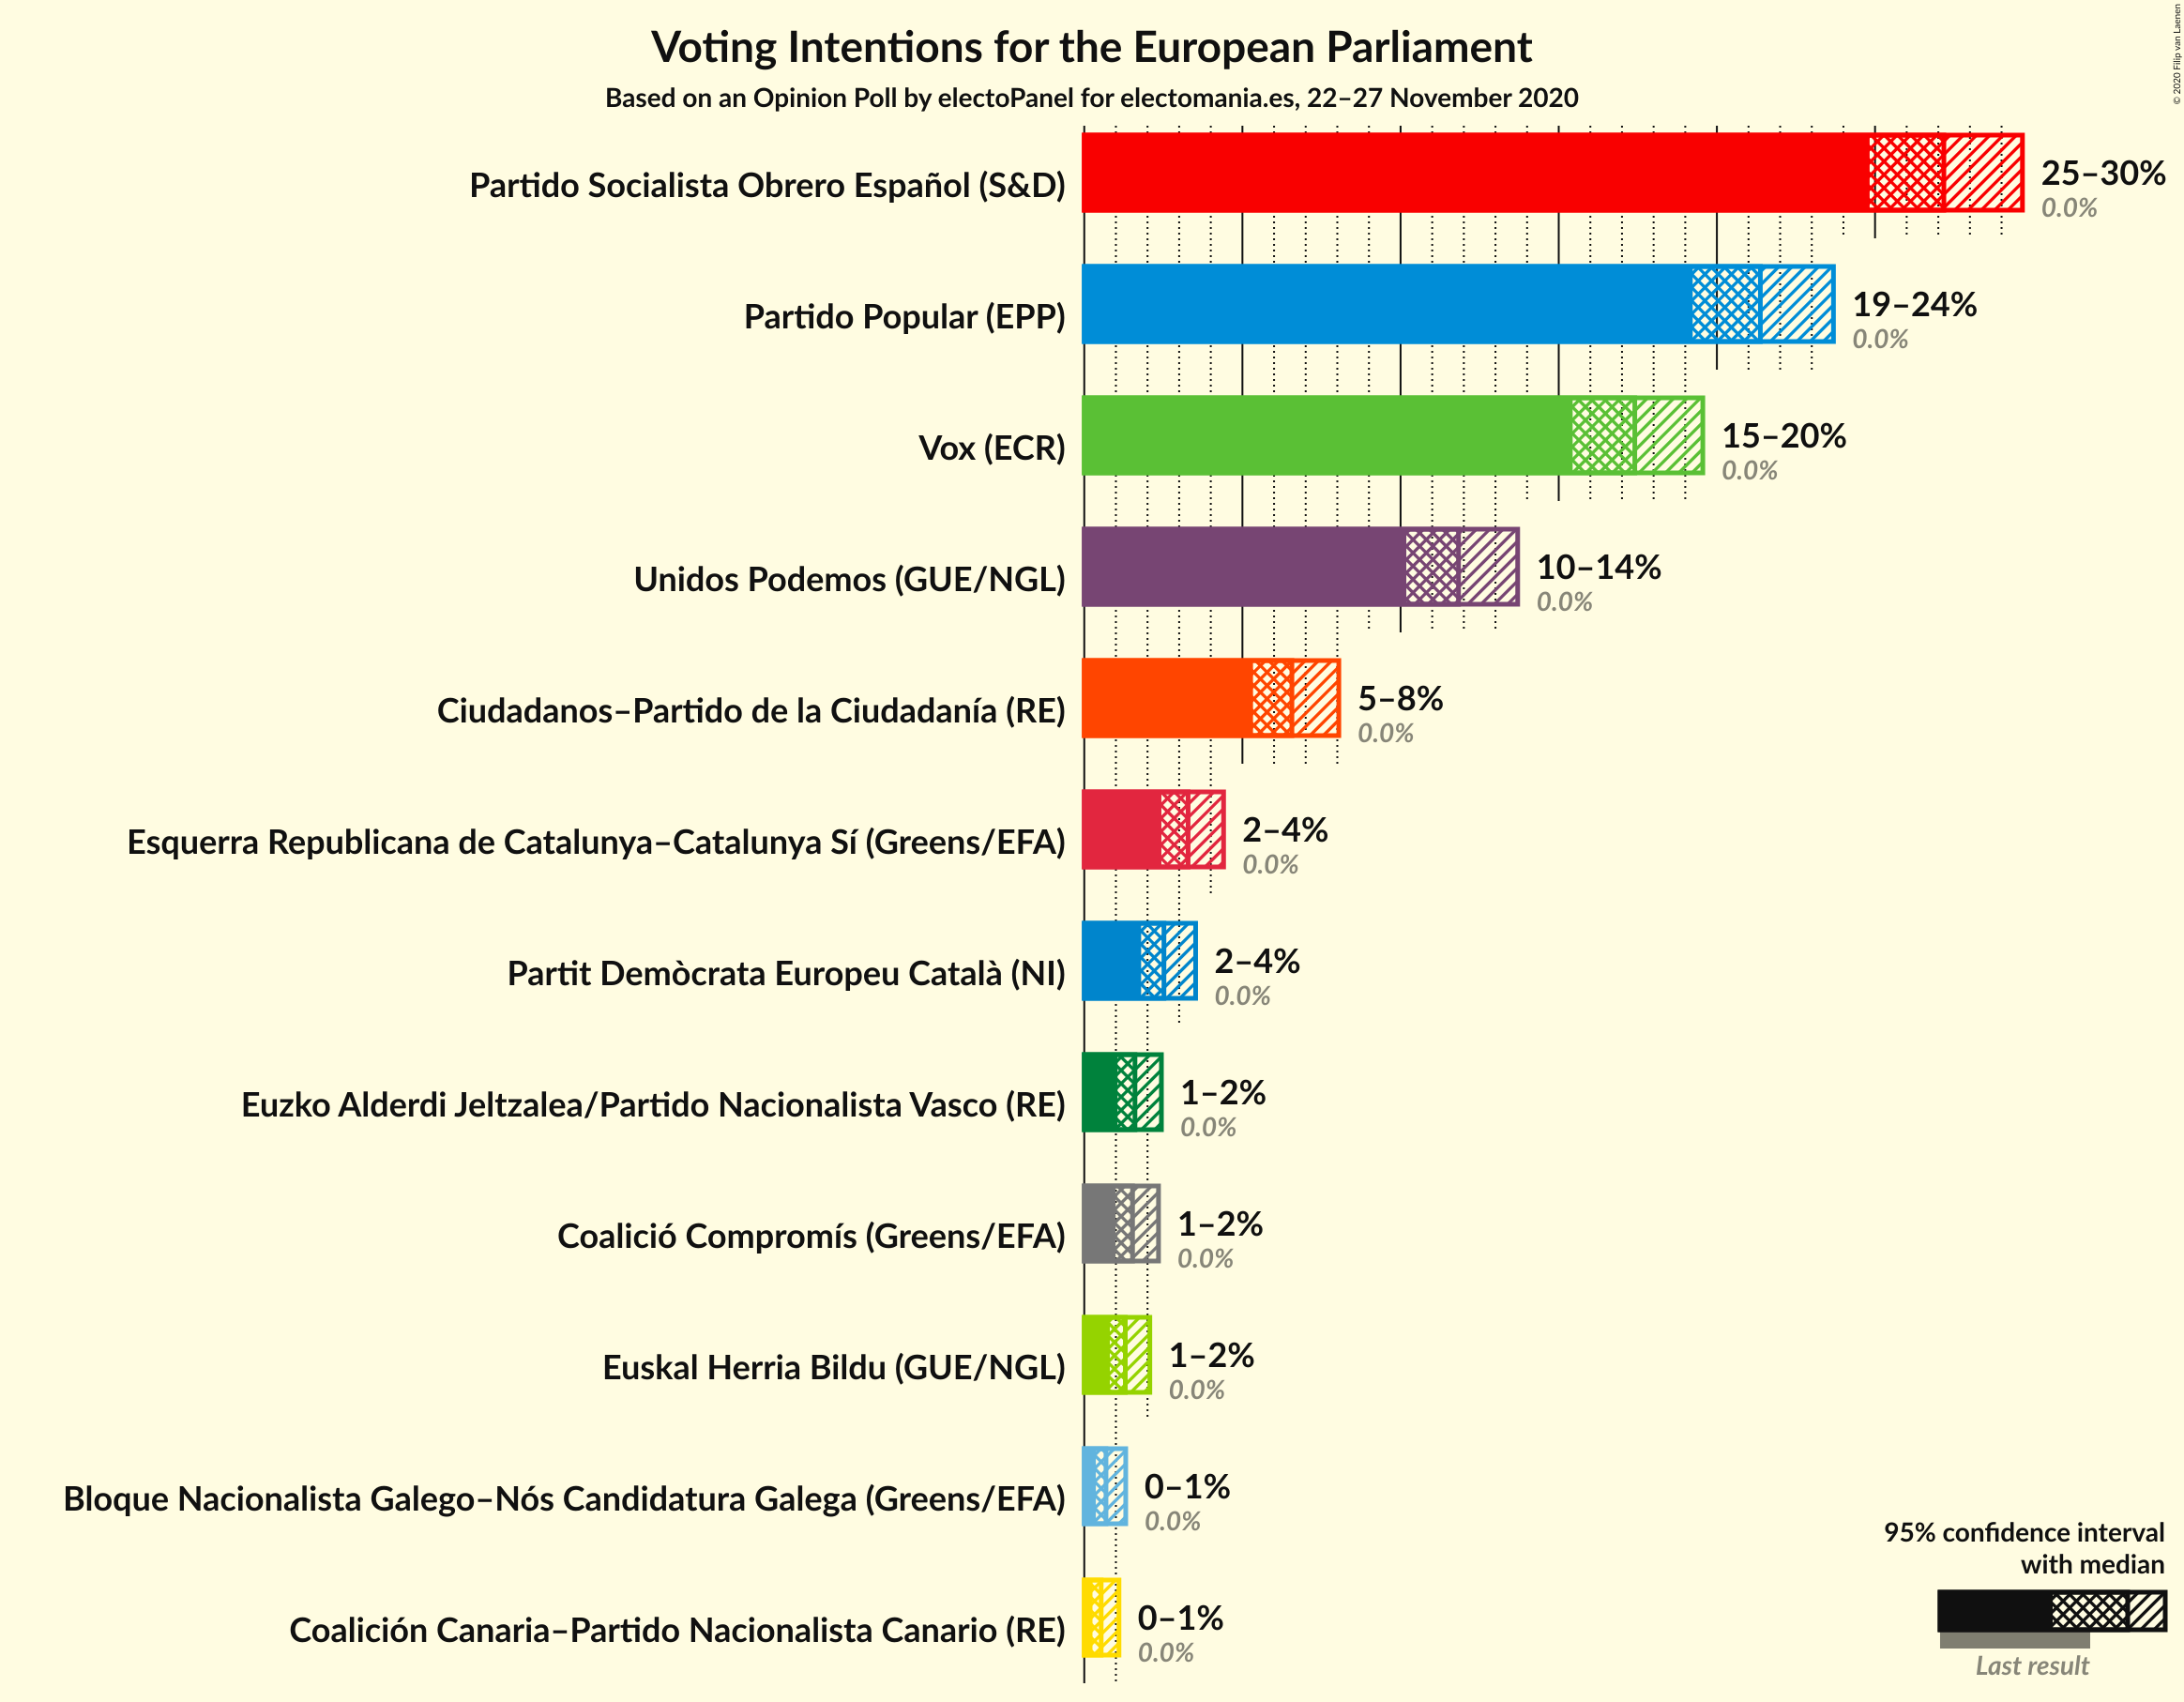 © 2020 Filip van Laenen
Voting Intentions for the European Parliament
Based on an Opinion Poll by electoPanel for electomania.es, 22–27 November 2020
Partido Socialista Obrero Español (S&D)
25–30%
0.0%
Partido Popular (EPP)
19–24%
0.0%
Vox (ECR)
15–20%
0.0%
Unidos Podemos (GUE/NGL)
10–14%
0.0%
Ciudadanos–Partido de la Ciudadanía (RE)
5–8%
0.0%
Esquerra Republicana de Catalunya–Catalunya Sí (Greens/EFA)
2–4%
0.0%
Partit Demòcrata Europeu Català (NI)
2–4%
0.0%
Euzko Alderdi Jeltzalea/Partido Nacionalista Vasco (RE)
1–2%
0.0%
Coalició Compromís (Greens/EFA)
1–2%
0.0%
Euskal Herria Bildu (GUE/NGL)
1–2%
0.0%
Bloque Nacionalista Galego–Nós Candidatura Galega (Greens/EFA)
0–1%
0.0%
Coalición Canaria–Partido Nacionalista Canario (RE)
0–1%
0.0%
95% confidence interval
with median
Last result